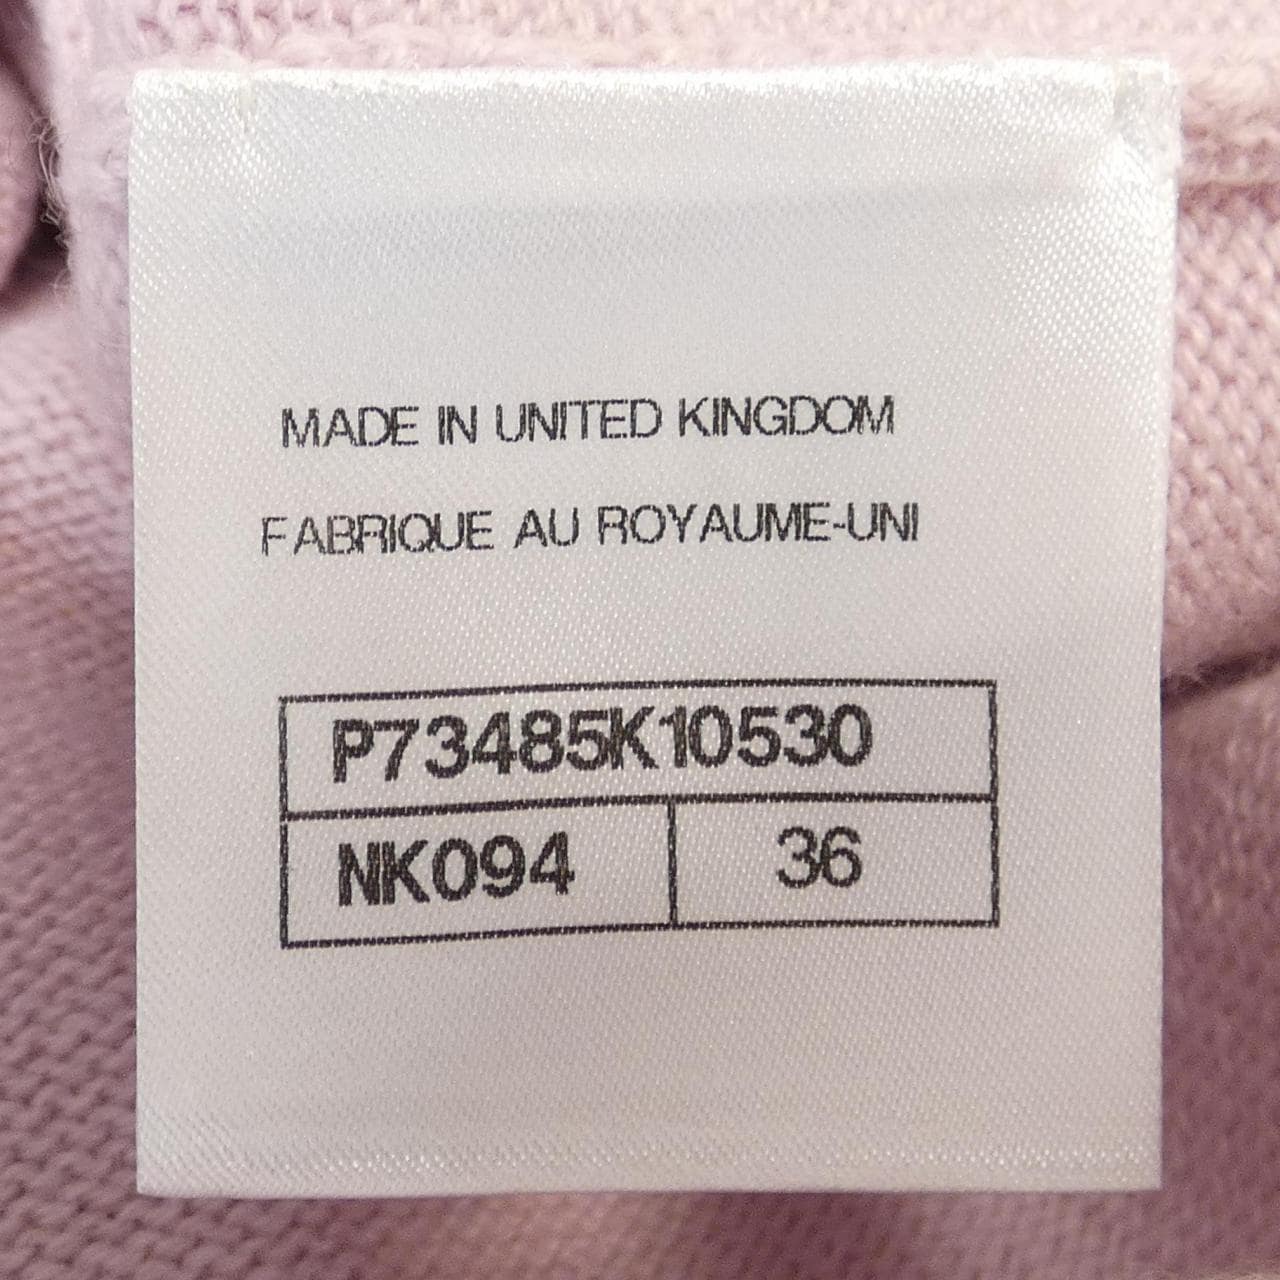 MADE IN UNITED KINGDOM
FABRIQUE AU ROYAUME-UNI
P73485K10530
NK094 36